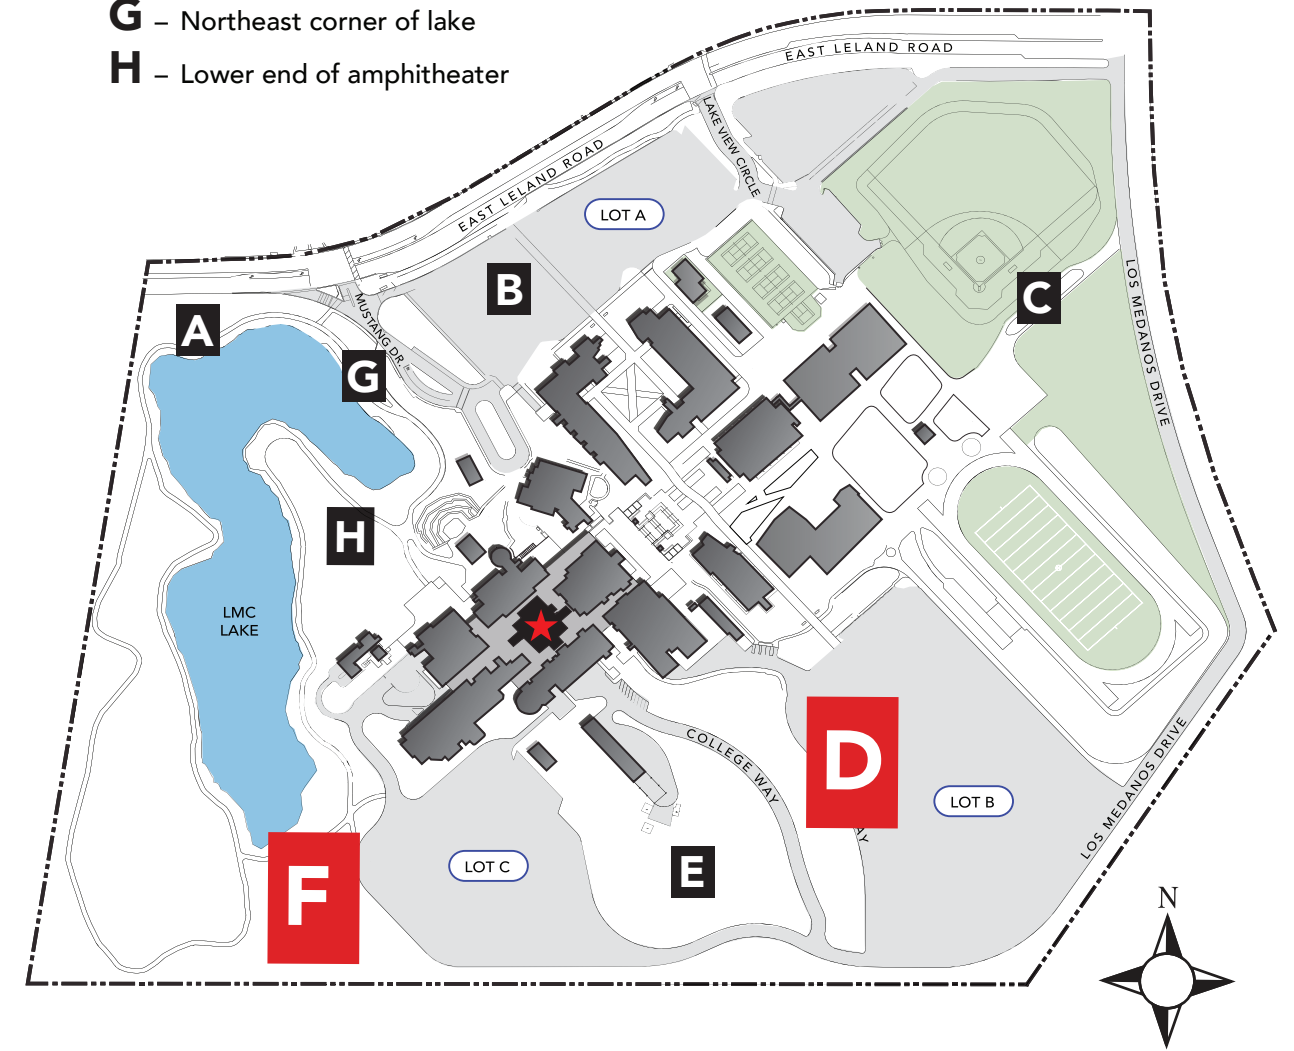 G – Northeast corner of lake
H – Lower end of amphitheater
EAST LELAND ROAD
LAKE VIEW CIRCLE
EAST LELAND ROAD
LOT A
B
C
LOS MEDANOS DRIVE
A
MUSTANG DR.
G
H
LMC
LAKE
COLLEGE WAY
D
AY
LOT B
LOS MEDANOS DRIVE
LOT C
E
F
N